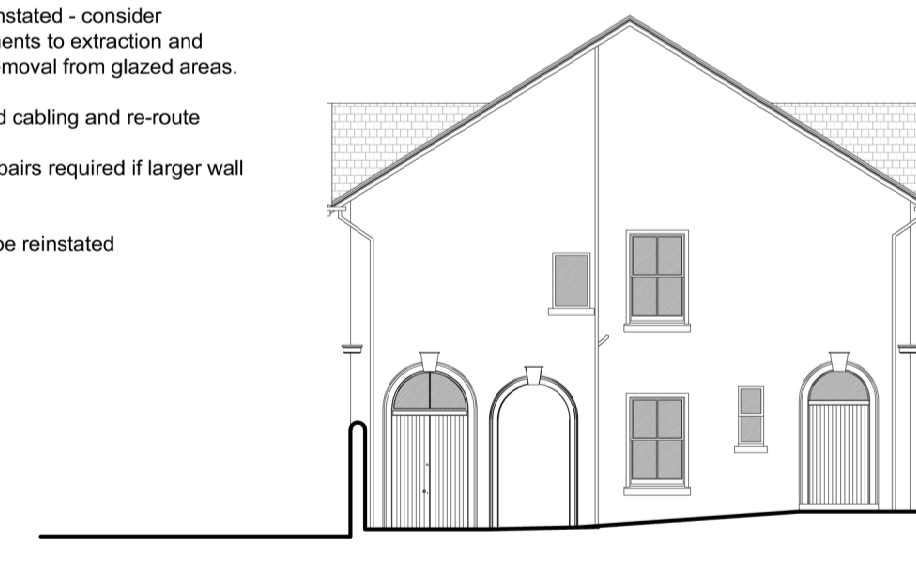 nstated - consider
ents to extraction and
moval from glazed areas.
d cabling and re-route
pairs required if larger wall
be reinstated